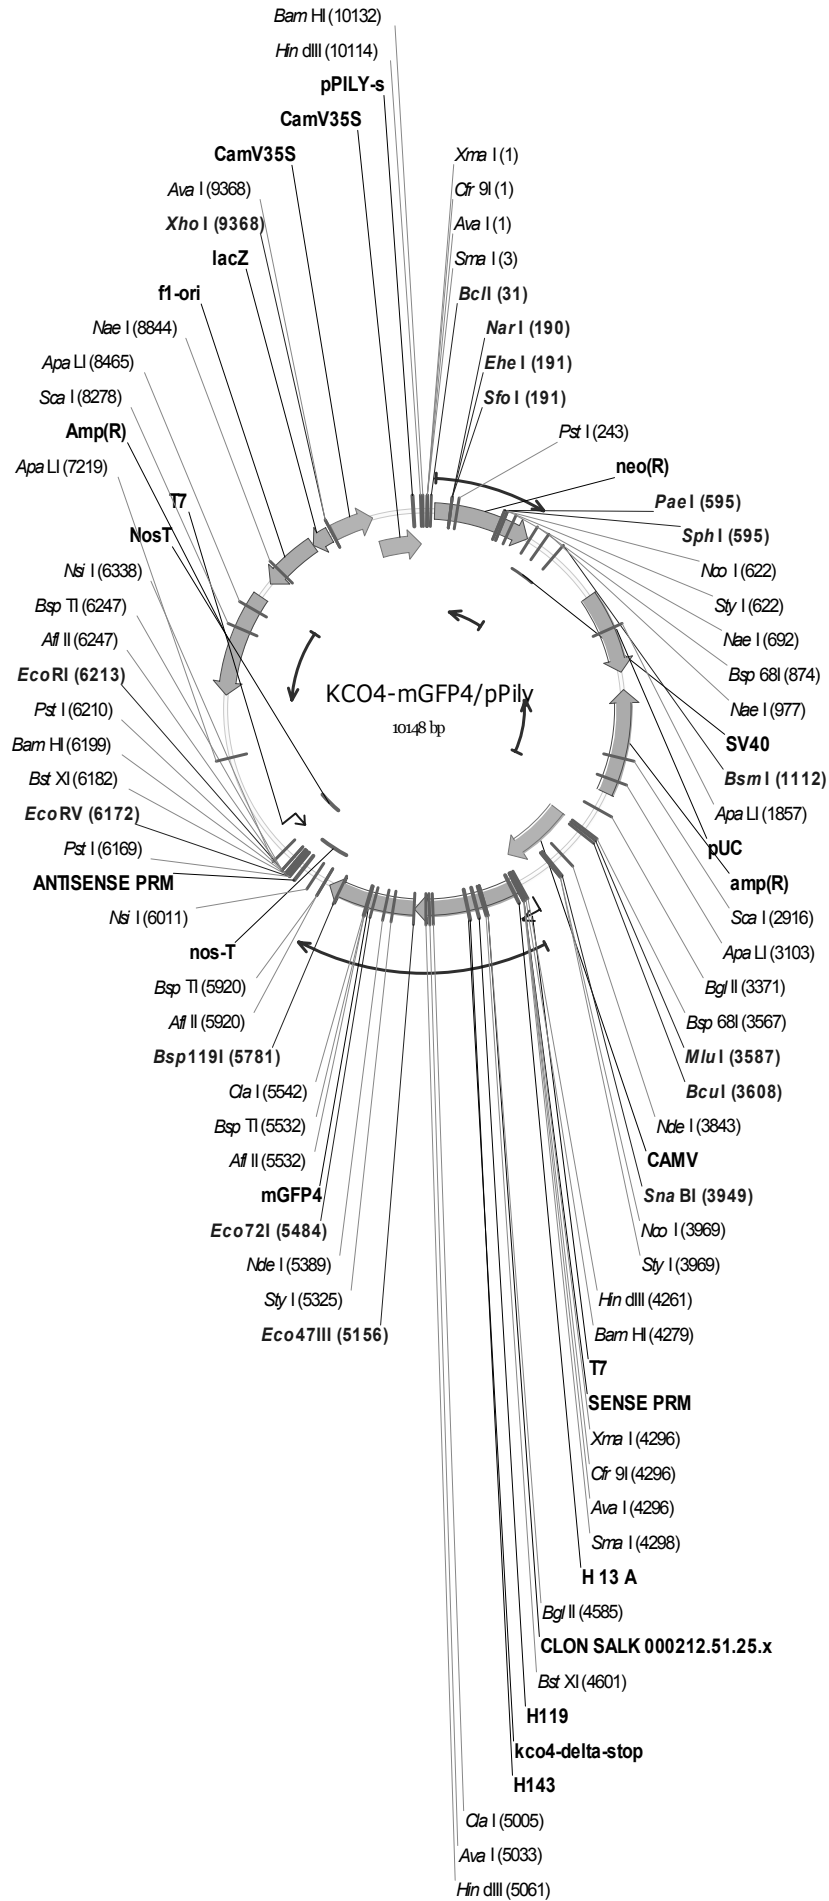 Bam HI (10132)
Hin dIII (10114)
pPILY-s
CamV35S
CamV35S
Ava I (9368)
Xho I (9368)
lacZ
f1-ori
Nae I (8844)
Apa LI (8465)
Sca I (8278)
Amp(R)
Apa LI (7219)
T7
NosT
Nsi I (6338)
Bsp TI (6247)
Afl II (6247)
EcoRI (6213)
Pst I (6210)
Bam HI (6199)
Bst XI (6182)
EcoRV (6172)
Pst I (6169)
ANTISENSE PRM
Nsi I (6011)
nos-T
Bsp TI (5920)
Afl II (5920)
Bsp119I (5781)
Cla I (5542)
Bsp TI (5532)
Afl II (5532)
mGFP4
Eco72I (5484)
Nde I (5389)
Sty I (5325)
Eco47III (5156)
KCO4-mGFP4/pPily
10148 bp
Xma I (1)
Cfr 9I (1)
Ava I (1)
Sma I (3)
BclI (31)
Nar I (190)
Ehe I (191)
Sfo I (191)
Pst I (243)
neo(R)
Pae I (595)
Sph I (595)
Nco I (622)
Sty I (622)
Nae I (692)
Bsp 68I (874)
Nae I (977)
SV40
Bsm I (1112)
Apa LI (1857)
pUC
amp(R)
Sca I (2916)
Apa LI (3103)
Bgl II (3371)
Bsp 68I (3567)
Mlu I (3587)
Bcu I (3608)
Nde I (3843)
CAMV
Sna BI (3949)
Nco I (3969)
Sty I (3969)
Hin dIII (4261)
Bam HI (4279)
T7
SENSE PRM
Xma I (4296)
Cfr 9I (4296)
Ava I (4296)
Sma I (4298)
H 13 A
Bgl II (4585)
CLON SALK 000212.51.25.x
Bst XI (4601)
H119
kco4-delta-stop
H143
Cla I (5005)
Ava I (5033)
Hin dIII (5061)